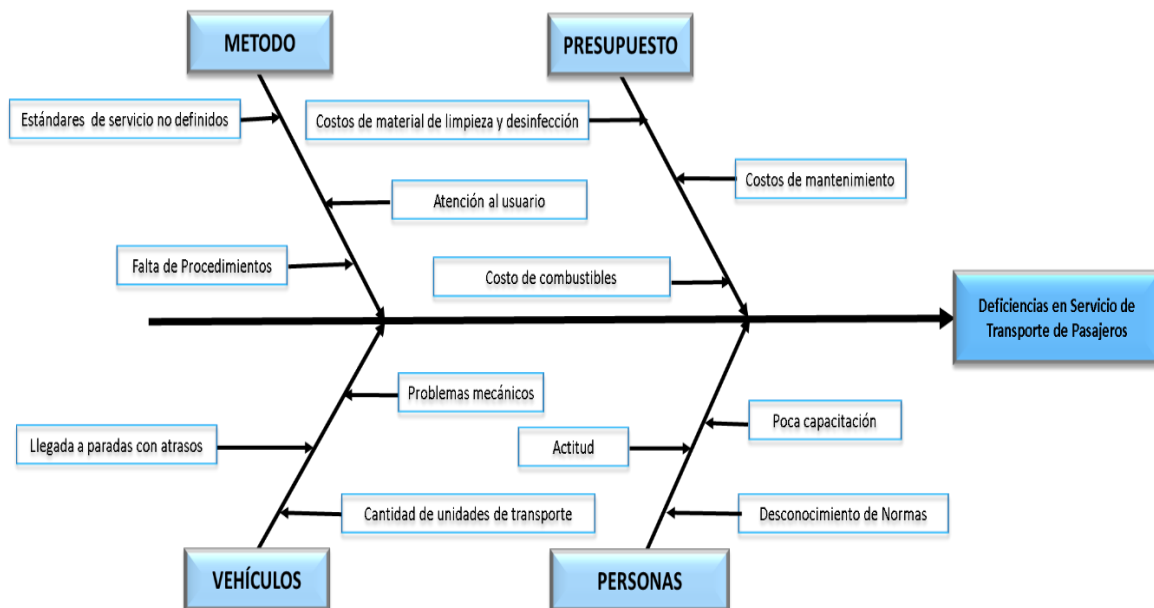 METODO
PRESUPUESTO
Estándares de servicio no definidos
Costos de material de limpieza y desinfección
Costos de mantenimiento
Atención al usuario
Falta de Procedimientos
Costo de combustibles
Deficiencias en Servicio de
Transporte de Pasajeros
Problemas mecánicos
Poca capacitación
Llegada a paradas con atrasos
Actitud
Cantidad de unidades de transporte
Desconocimiento de Normas
VEHÍCULOS
PERSONAS